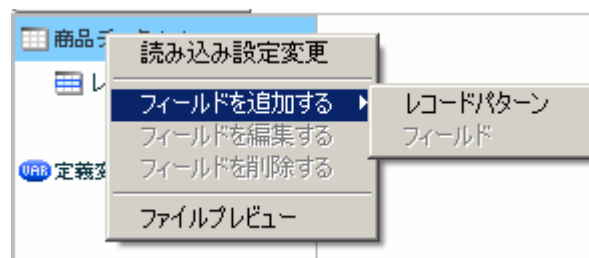 商品デ
読み込み設定変更
レ
フィールドを追加する
レコードパターン
フィールドを編集する
フィールド
VAR 定義変
フィールドを削除する
ファイルプレビュー